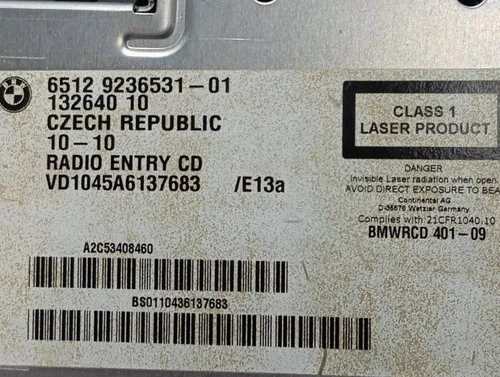 BMW
6512 9236531-01
132640 10
CZECH REPUBLIC
10-10
RADIO ENTRY CD
VD1045A6137683 /E13a
A2C53408460
BS0110436137683
CLASS 1
LASER PRODUCT
DANGER
Invisible Laser radiation when open
AVOID DIRECT EXPOSURE TO BEA
Continental AG
D-35576 Wetzlar Germany
Complies with 21CFR1040.10
BMWRCD 401-09